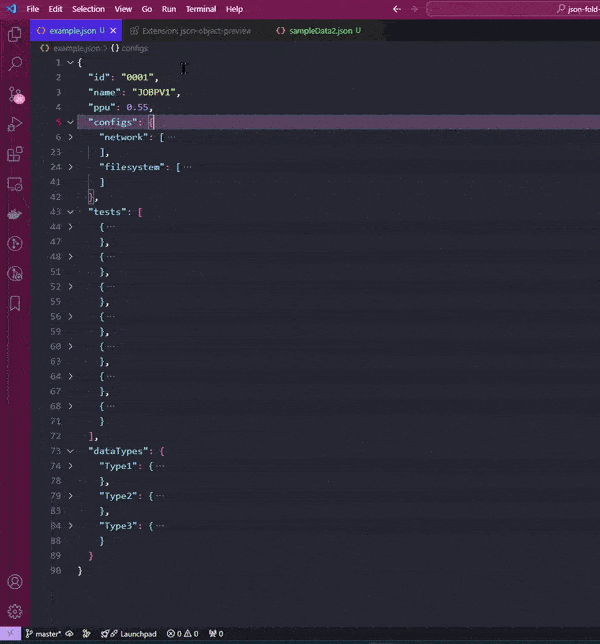 File Edit Selection View Go Run Terminal Help json-fold-
example.json U Extension: json-object-preview sampleData2.json U
example.json > {} configs
1 {
2 "id": "0001",
3 "name": "JOBPV1",
4 "ppu": 0.55,
5 "configs": {
6 "network": [ ···
23 ],
24 "filesystem": [ ···
41 ]
42 },
43 "tests": [
44 { ···
47 },
48 { ···
51 },
52 { ···
55 },
56 { ···
59 },
60 { ···
63 },
64 { ···
67 },
68 { ···
71 }
72 ],
73 "dataTypes": {
74 "Type1": { ···
78 },
79 "Type2": { ···
83 },
84 "Type3": { ···
88 }
89 }
90 }
master* Launchpad 0 0 0